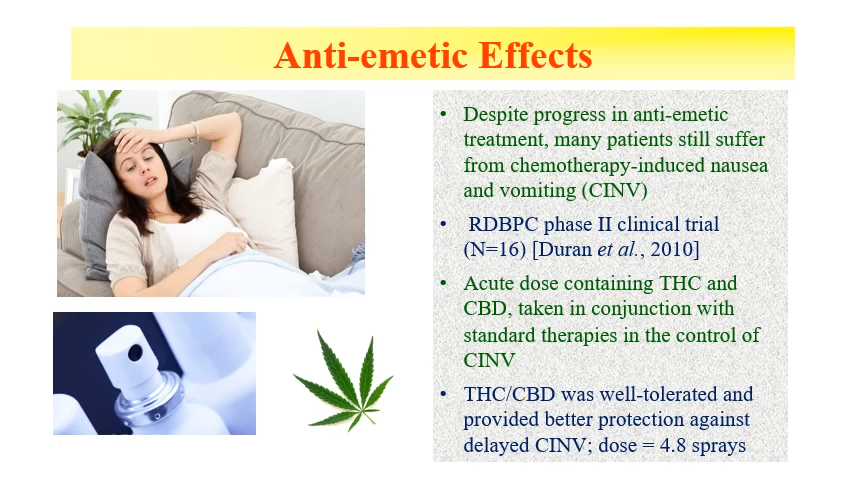 Anti-emetic Effects
• Despite progress in anti-emetic
treatment, many patients still suffer
from chemotherapy-induced nausea
and vomiting (CINV)
• RDBPC phase II clinical trial
(N=16) [Duran et al., 2010]
• Acute dose containing THC and
CBD, taken in conjunction with
standard therapies in the control of
CINV
• THC/CBD was well-tolerated and
provided better protection against
delayed CINV; dose = 4.8 sprays